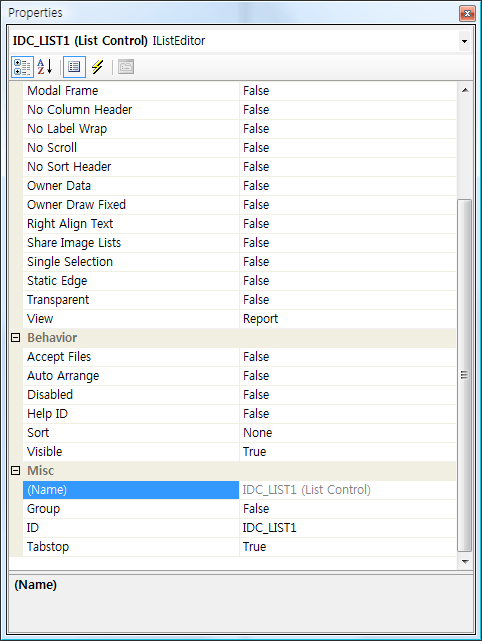 Properties
IDC_LIST1 (List Control) IListEditor
Modal Frame False
No Column Header False
No Label Wrap False
No Scroll False
No Sort Header False
Owner Data False
Owner Draw Fixed False
Right Align Text False
Share Image Lists False
Single Selection False
Static Edge False
Transparent False
View Report
Behavior
Accept Files False
Auto Arrange False
Disabled False
Help ID False
Sort None
Visible True
Misc
(Name) IDC_LIST1 (List Control)
Group False
ID IDC_LIST1
Tabstop True
(Name)